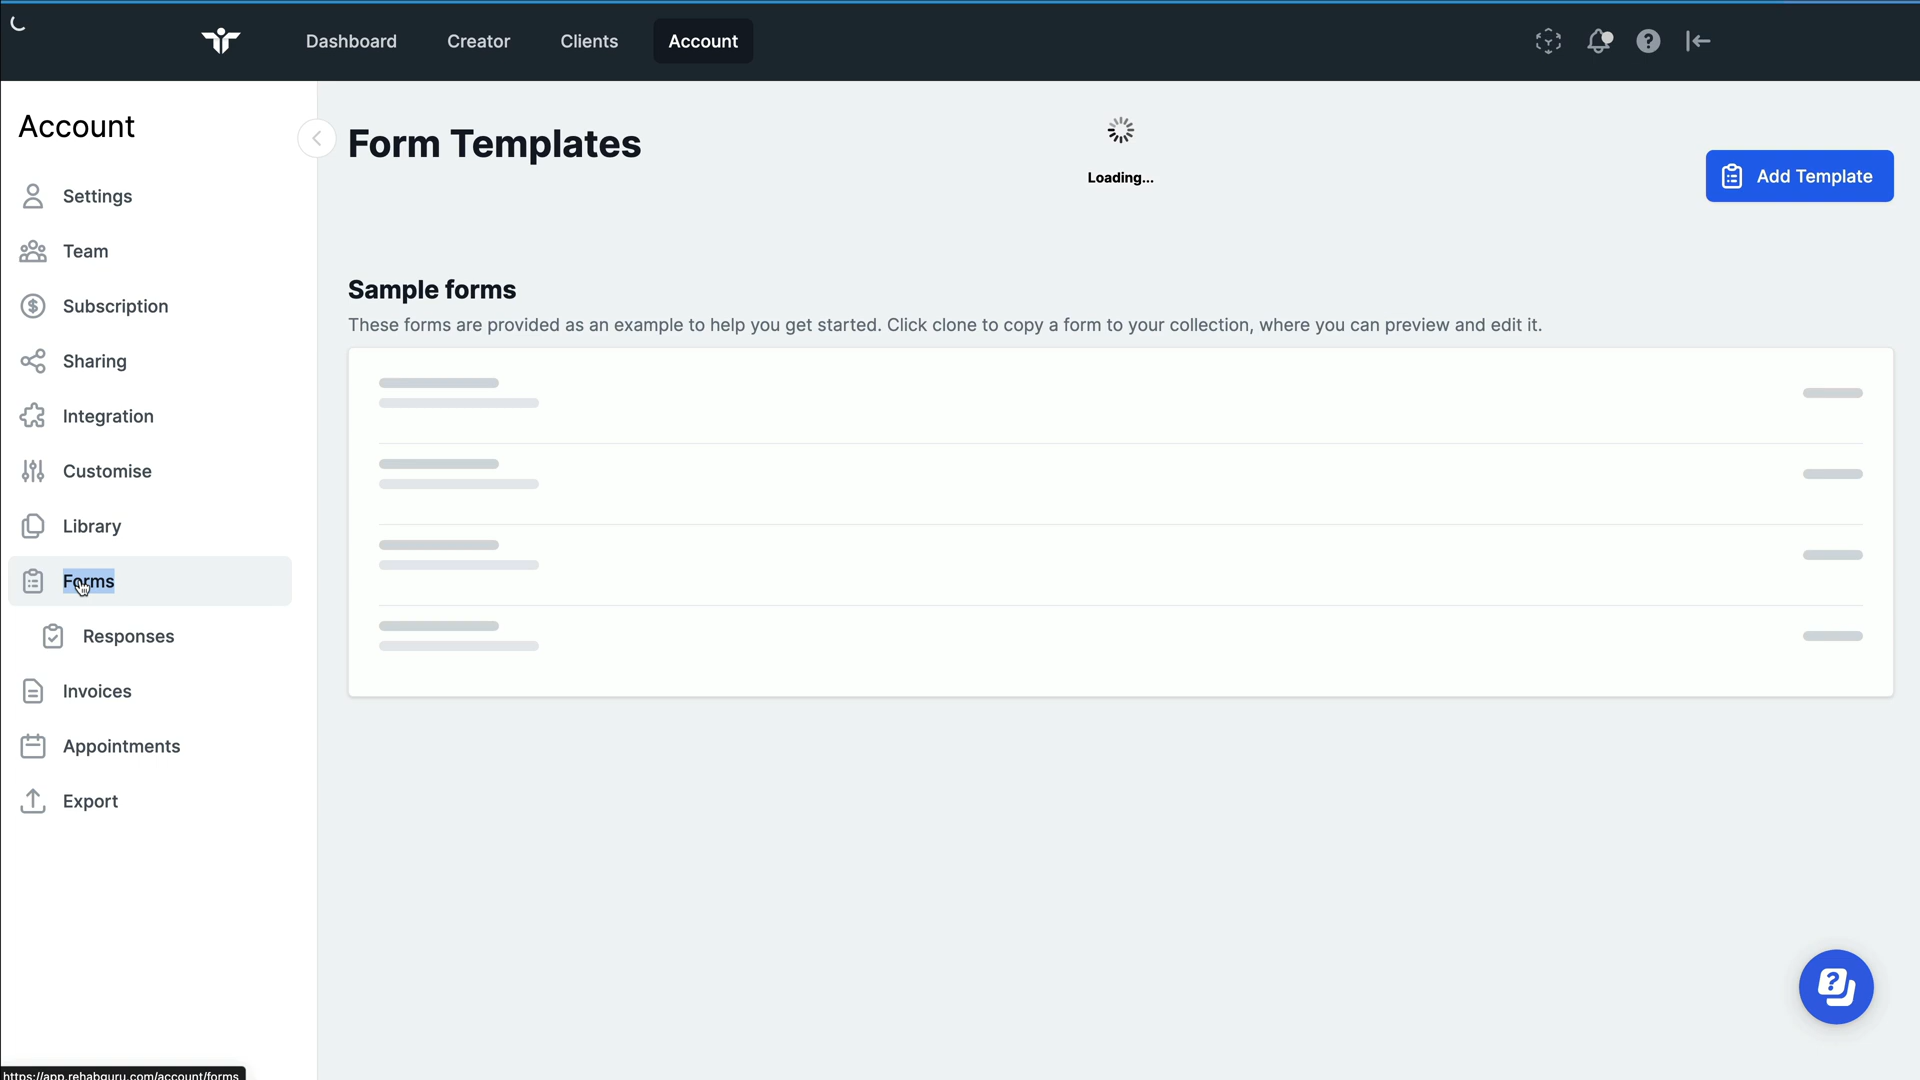 Dashboard
Creator
Clients
Account
Account
Settings
Team
Subscription
Sharing
Integration
Customise
Library
Forms
Responses
Invoices
Appointments
Export
Form Templates
Loading...
Add Template
Sample forms
These forms are provided as an example to help you get started. Click clone to copy a form to your collection, where you can preview and edit it.
https://app.rehabguru.com/account/forms